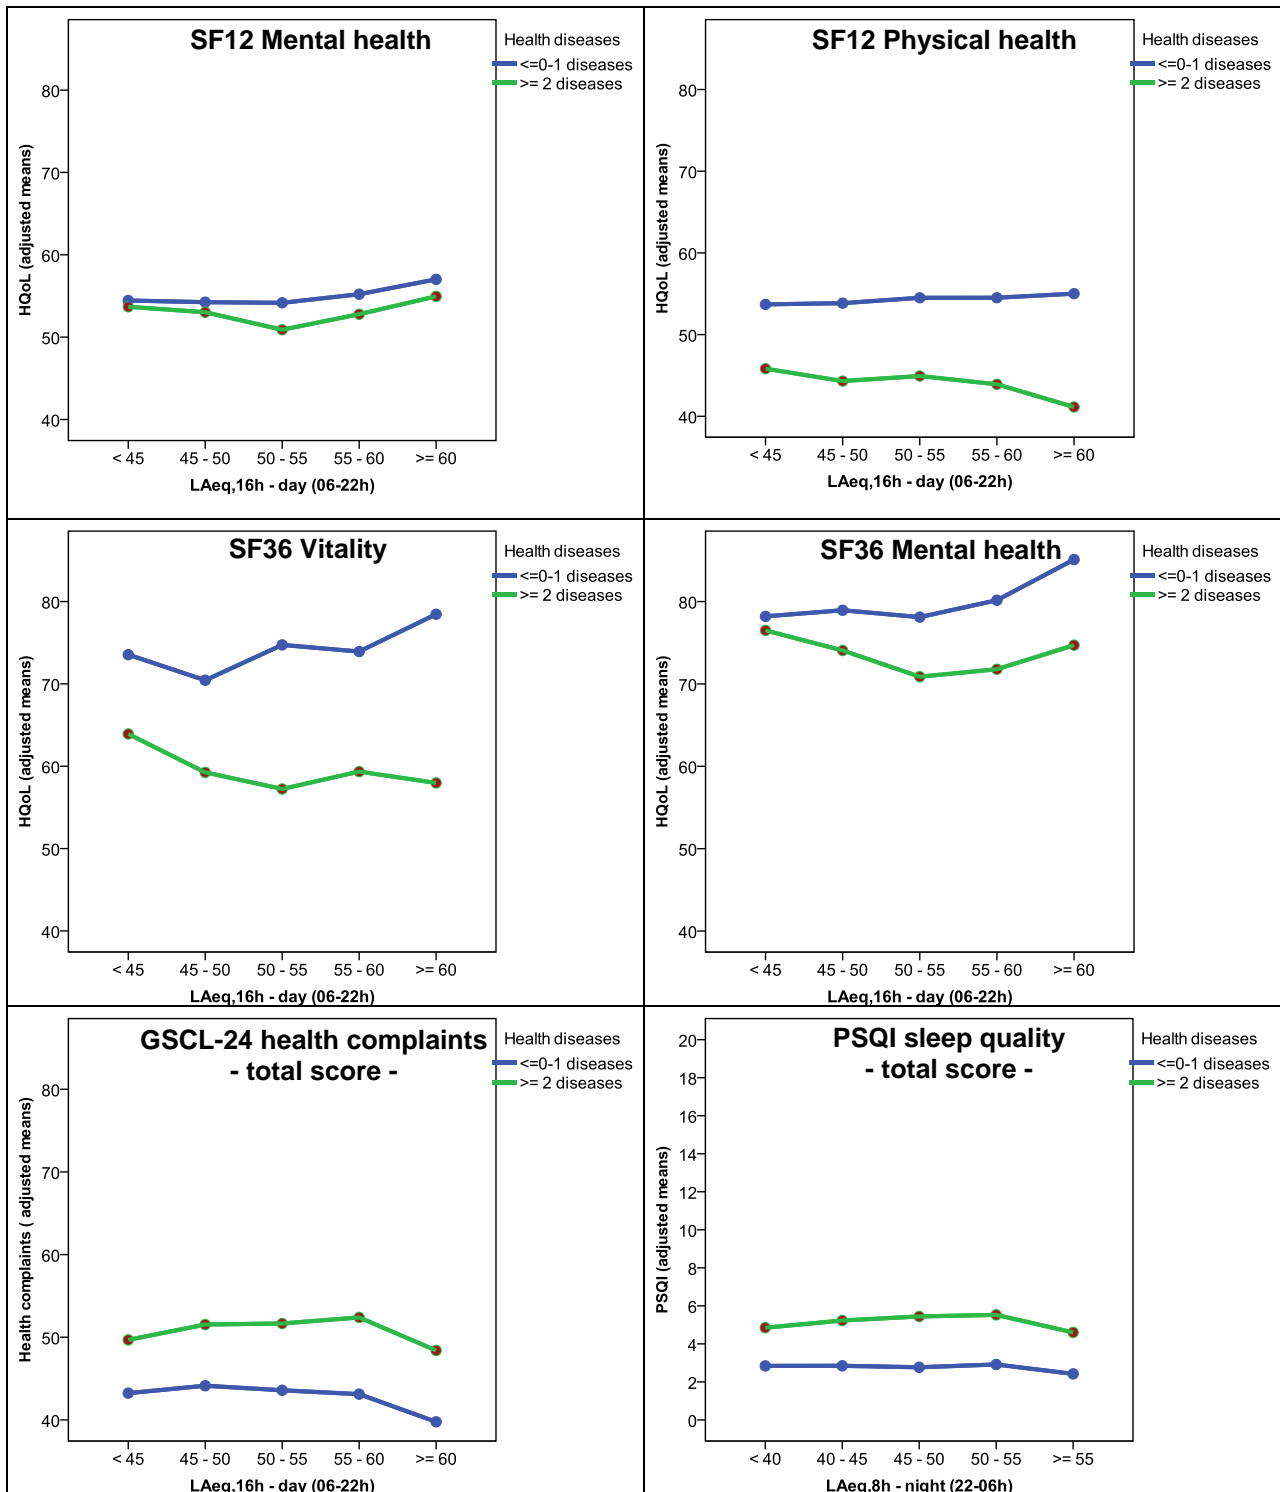 SF12 Mental health
Health diseases
<=0-1 diseases
>= 2 diseases
HQoL (adjusted means)
80
70
60
50
40
< 45 45 - 50 50 - 55 55 - 60 >= 60
LAeq,16h - day (06-22h)
SF12 Physical health
Health diseases
<=0-1 diseases
>= 2 diseases
HQoL (adjusted means)
80
70
60
50
40
< 45 45 - 50 50 - 55 55 - 60 >= 60
LAeq,16h - day (06-22h)
SF36 Vitality
Health diseases
<=0-1 diseases
>= 2 diseases
HQoL (adjusted means)
80
70
60
50
40
< 45 45 - 50 50 - 55 55 - 60 >= 60
LAeq,16h - day (06-22h)
SF36 Mental health
Health diseases
<=0-1 diseases
>= 2 diseases
HQoL (adjusted means)
80
70
60
50
40
< 45 45 - 50 50 - 55 55 - 60 >= 60
LAeq,16h - day (06-22h)
GSCL-24 health complaints
- total score -
Health diseases
<=0-1 diseases
>= 2 diseases
Health complaints ( adjusted means)
80
70
60
50
40
< 45 45 - 50 50 - 55 55 - 60 >= 60
LAeq,16h - day (06-22h)
PSQI sleep quality
- total score -
Health diseases
<=0-1 diseases
>= 2 diseases
PSQI (adjusted means)
20
18
16
14
12
10
8
6
4
2
0
< 40 40 - 45 45 - 50 50 - 55 >= 55
LAeq,8h - night (22-06h)